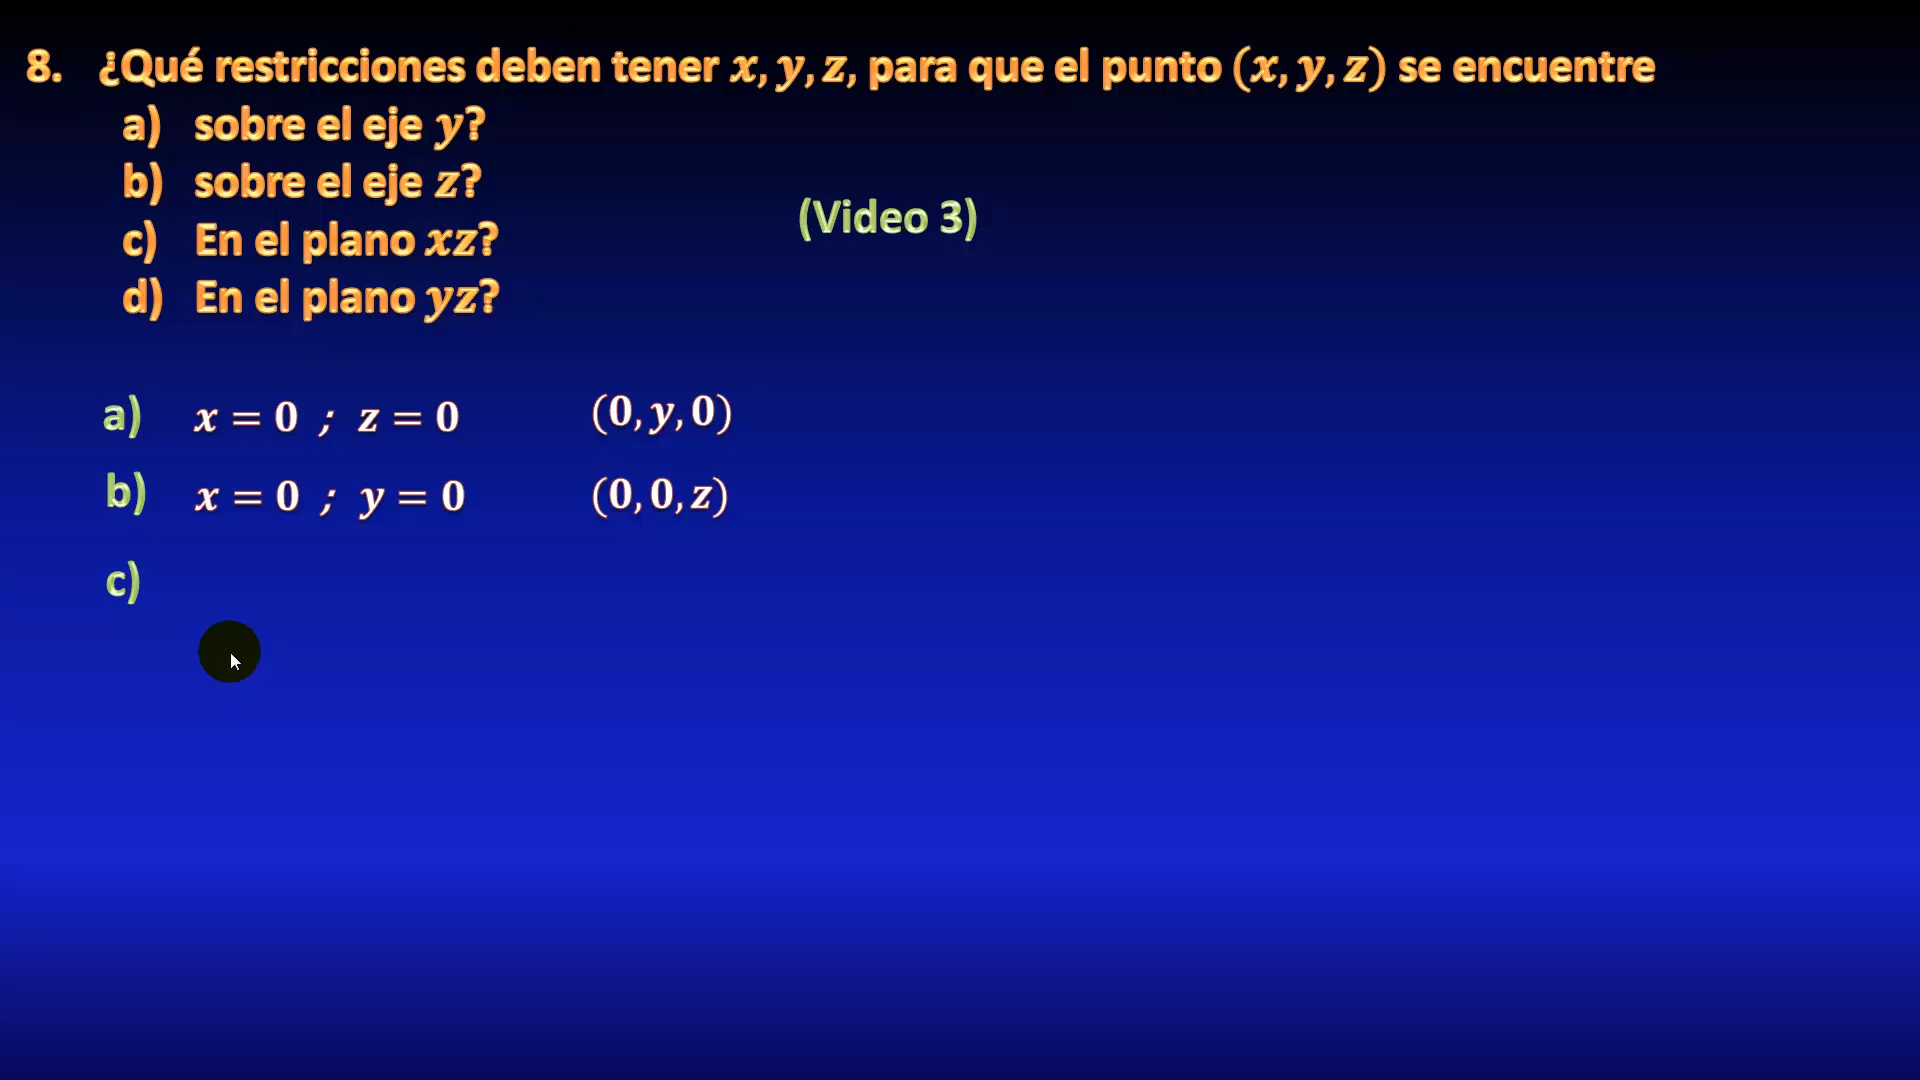 8. ¿Qué restricciones deben tener x, y, z, para que el punto (x, y, z) se encuentre
a) sobre el eje y?
b) sobre el eje z?
(Video 3)
c) En el plano xz?
d) En el plano yz?
a) x = 0 ; z = 0 (0, y, 0)
b) x = 0 ; y = 0 (0, 0, z)
c)